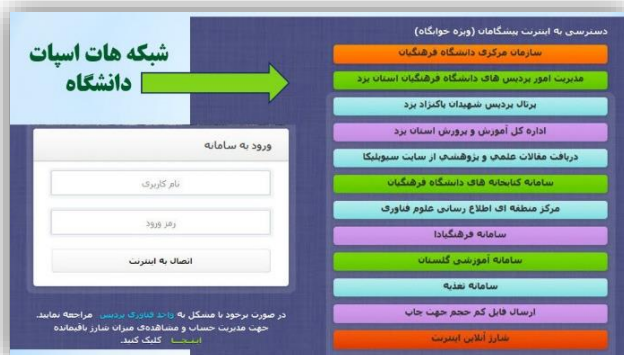 دسترسی به اینترنت پیشگامان (ویژه خوابگاه)
سازمان مرکزی دانشگاه فرهنگیان
مدیریت امور پردیس های دانشگاه فرهنگیان استان یزد
پرتال پردیس شهیدان پاکنژاد یزد
اداره کل آموزش و پرورش استان یزد
دریافت مقالات علمی و پژوهشی از سایت سیویلیکا
سامانه کتابخانه های دانشگاه فرهنگیان
مرکز منطقه ای اطلاع رسانی علوم فناوری
سامانه فرهنگیادا
سامانه آموزشی گلستان
سامانه تغذیه
ارسال فایل کم حجم جهت چاپ
شارژ آنلاین اینترنت
شبکه هات اسپات
دانشگاه
ورود به سامانه
نام کاربری
رمز ورود
اتصال به اینترنت
در صورت برخورد با مشکل به واحد فناوری پردیس مراجعه نمایید.
جهت مدیریت حساب و مشاهده‌ی میزان شارژ باقیمانده
اینتجـا کلیک کنید.